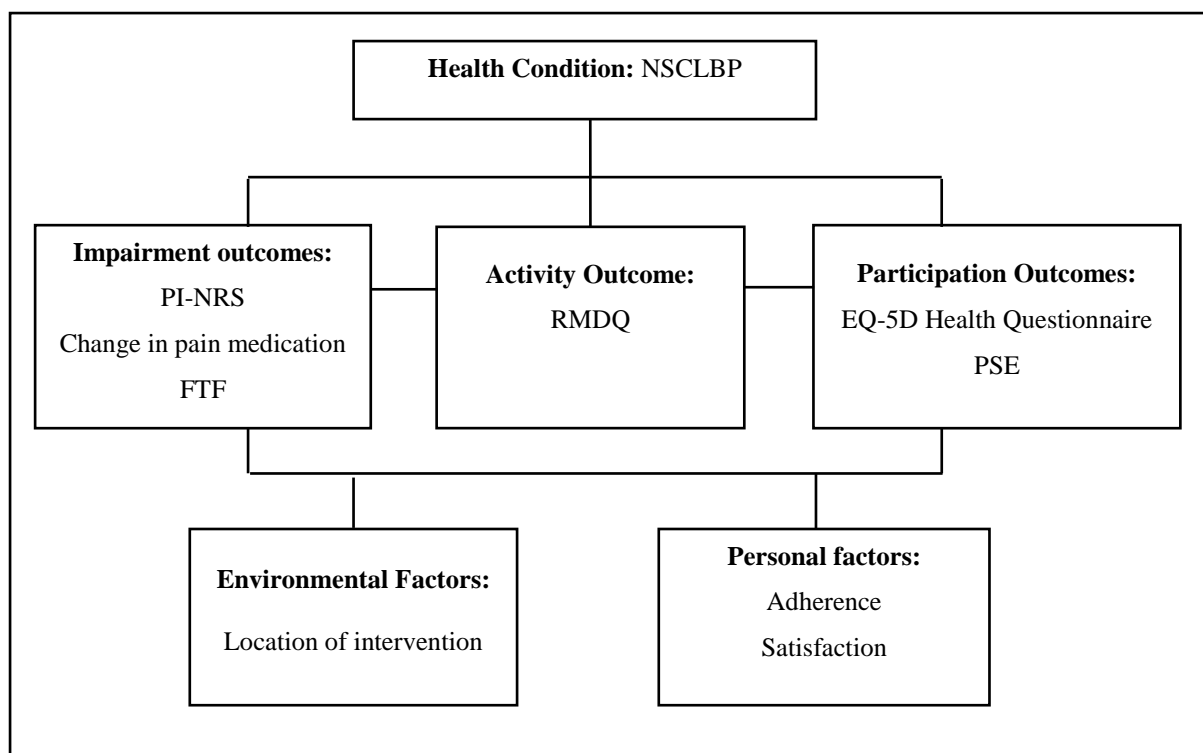 Health Condition: NSCLBP
Impairment outcomes:
PI-NRS
Change in pain medication
FTF
Activity Outcome:
RMDQ
Participation Outcomes:
EQ-5D Health Questionnaire
PSE
Environmental Factors:
Location of intervention
Personal factors:
Adherence
Satisfaction